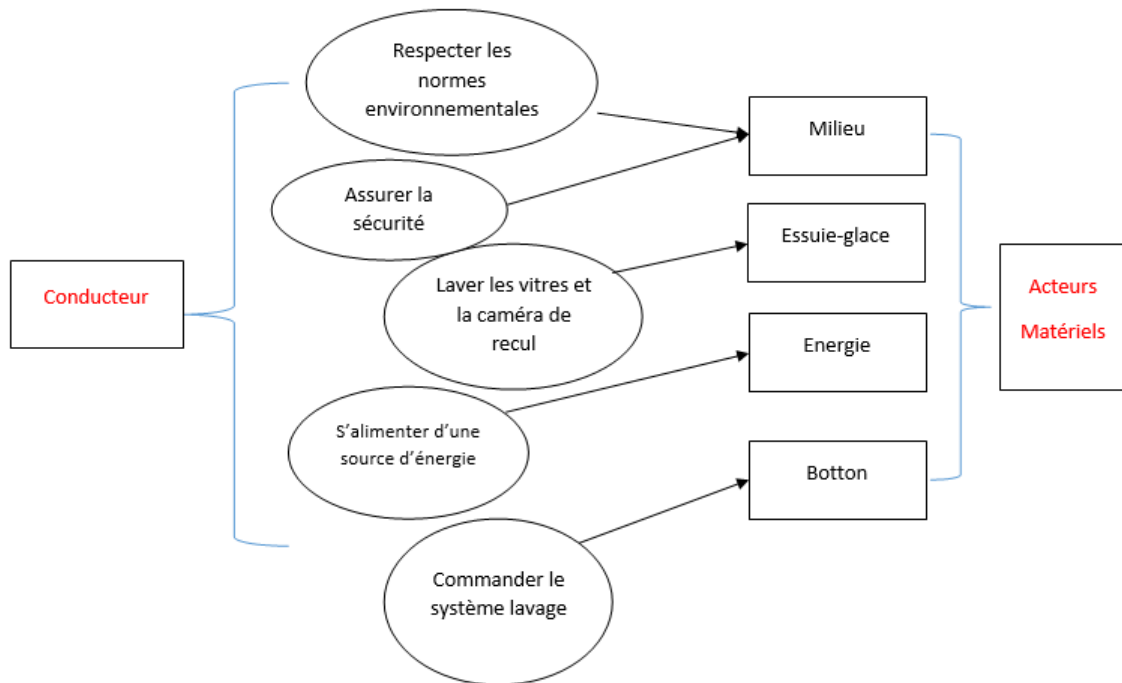 Conducteur
Respecter les
normes
environnementales
Assurer la
sécurité
Laver les vitres et
la caméra de
recul
S’alimenter d’une
source d’énergie
Commander le
système lavage
Milieu
Essuie-glace
Energie
Botton
Acteurs
Matériels